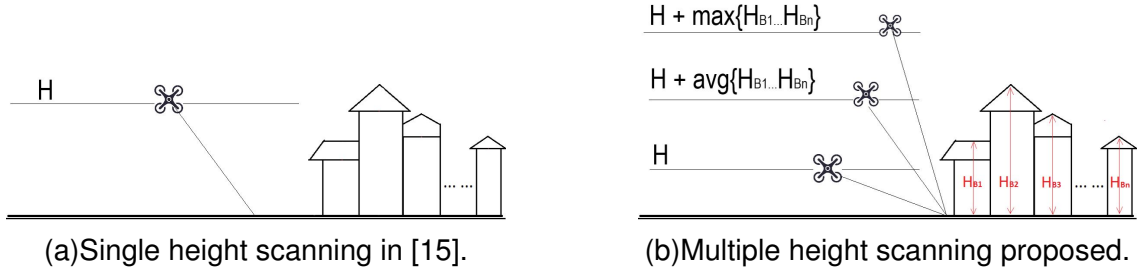 H
(a)Single height scanning in [15].
H + max{HB1...HBn}
H + avg{HB1...HBn}
H
HB1 HB2 HB3 ... ... HBn
... ...
(b)Multiple height scanning proposed.